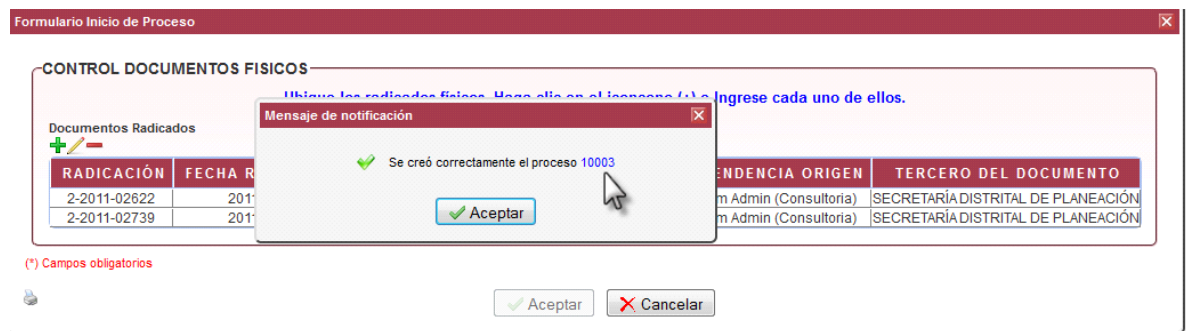 Formulario Inicio de Proceso
CONTROL DOCUMENTOS FISICOS
Ingrese cada uno de ellos.
Mensaje de notificación
Documentos Radicados
Se creó correctamente el proceso 10003
Aceptar
RADICACIÓN FECHA R ENDENCIA ORIGEN TERCERO DEL DOCUMENTO
2-2011-02622 201 m Admin (Consultoria) SECRETARÍA DISTRITAL DE PLANEACIÓN
2-2011-02739 201 m Admin (Consultoria) SECRETARÍA DISTRITAL DE PLANEACIÓN
(*) Campos obligatorios
Aceptar Cancelar